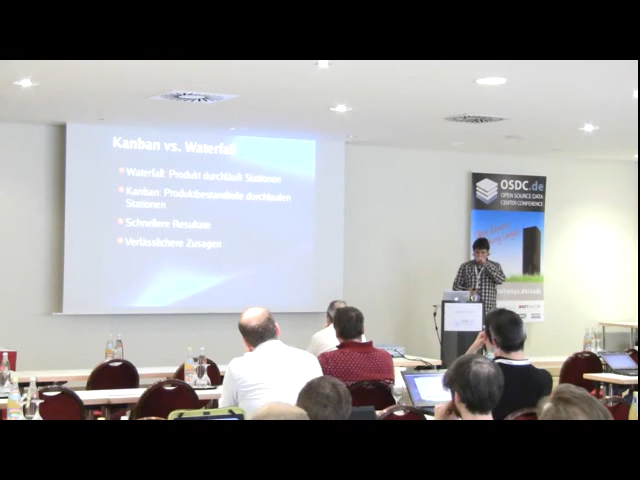 Kanban vs. Waterfall
Waterfall: Produkt durchläuft Stationen
Kanban: Produktbestandteile durchlaufen
Stationen
Schnellere Resultate
Verlässlichere Zusagen
OSDC.de
OPEN SOURCE DATA
CENTER CONFERENCE